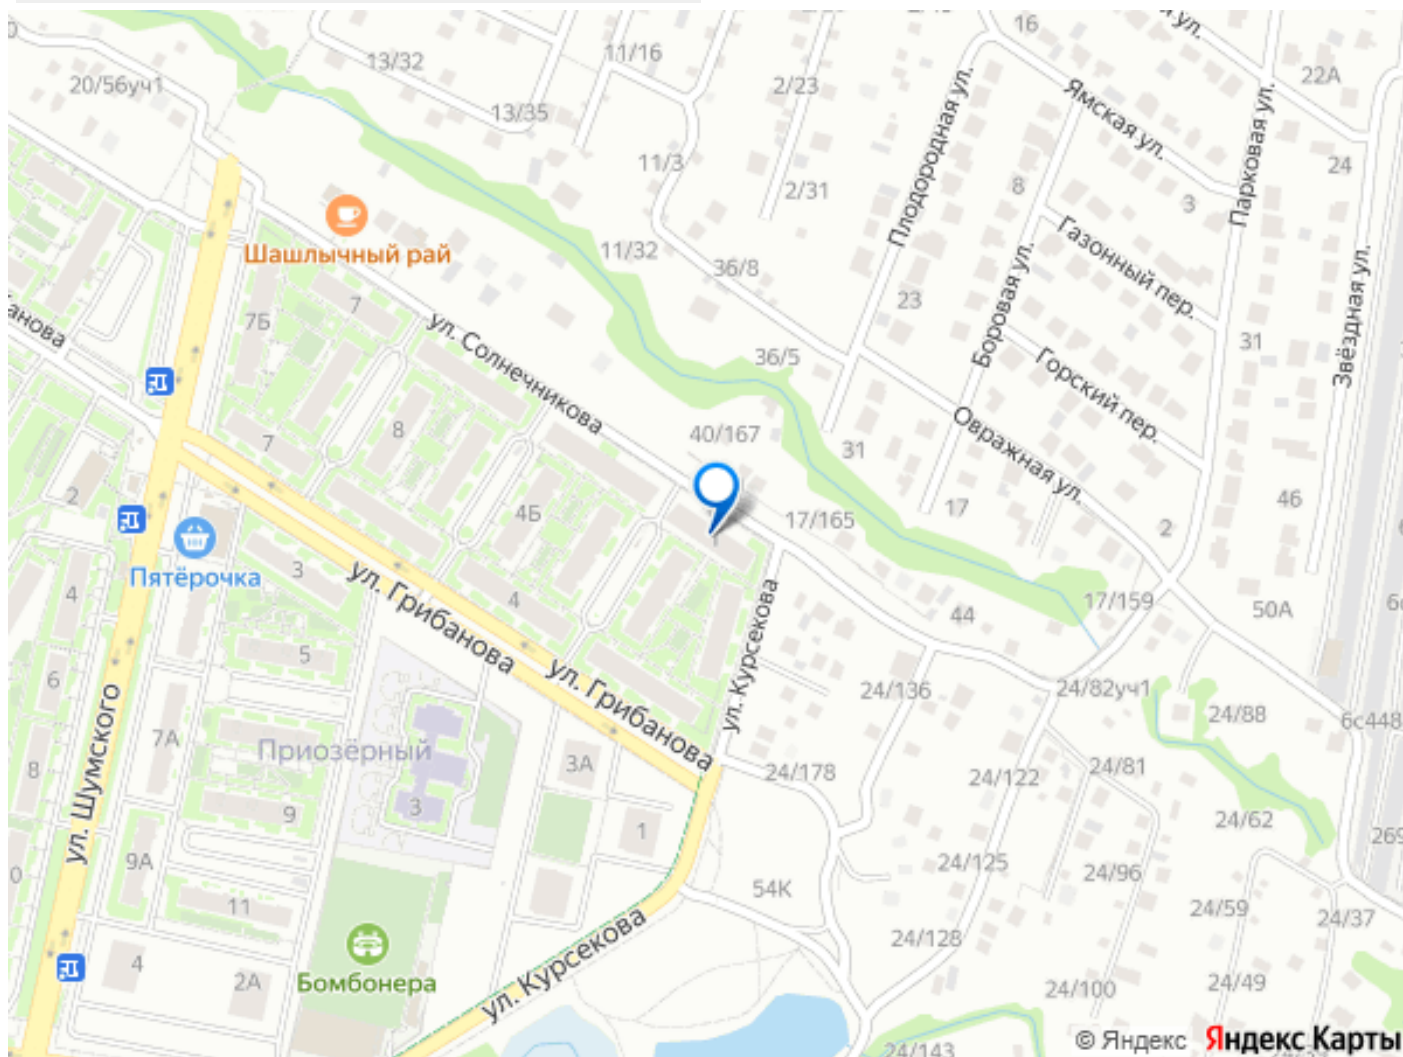 16
я ул.
13/32
11/16
2/23
22А
20/56уч1
13/35
Ямская ул.
Плодородная ул.
Парковая ул.
11/3
24
8
2/31
3
Шашлычный рай
11/32
36/8
Газонный пер.
Звёздная ул.
7
23
Боровая ул.
7Б
банова
ул. Солнечникова
31
36/5
Горский пер.
8
40/167
7
31
Овражная ул.
2
4Б
17/165
17
46
2
Пятёрочка
3
ул. Грибанова
4
4
ул. Курсекова
44
17/159
50А
5
6
ул. Грибанова
24/136
24/82уч1
24/88
6с448
ул. Шумского
7А
Приозёрный
8
3А
24/178
24/122
24/81
3
9
1
24/62
269
9А
24/125
24/96
0
11
54К
24/59
24/37
ул. Курсекова
24/128
4
2А
Бомбонера
24/100
24/49
24/143
© Яндекс Яндекс Карты